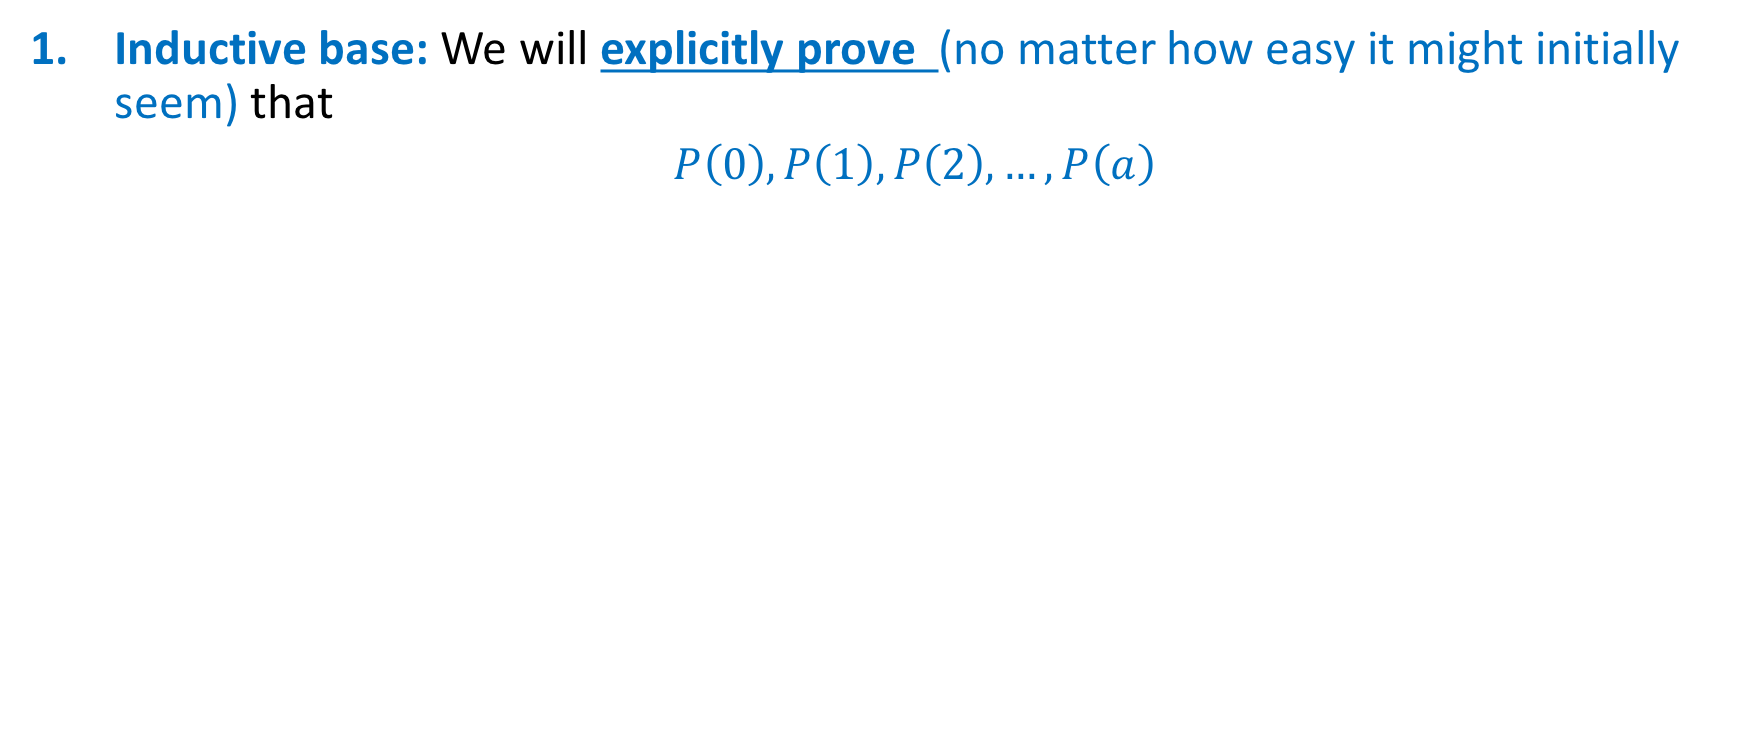 1. Inductive base: We will explicitly prove (no matter how easy it might initially
seem) that
P(0), P(1), P(2), … , P(a)